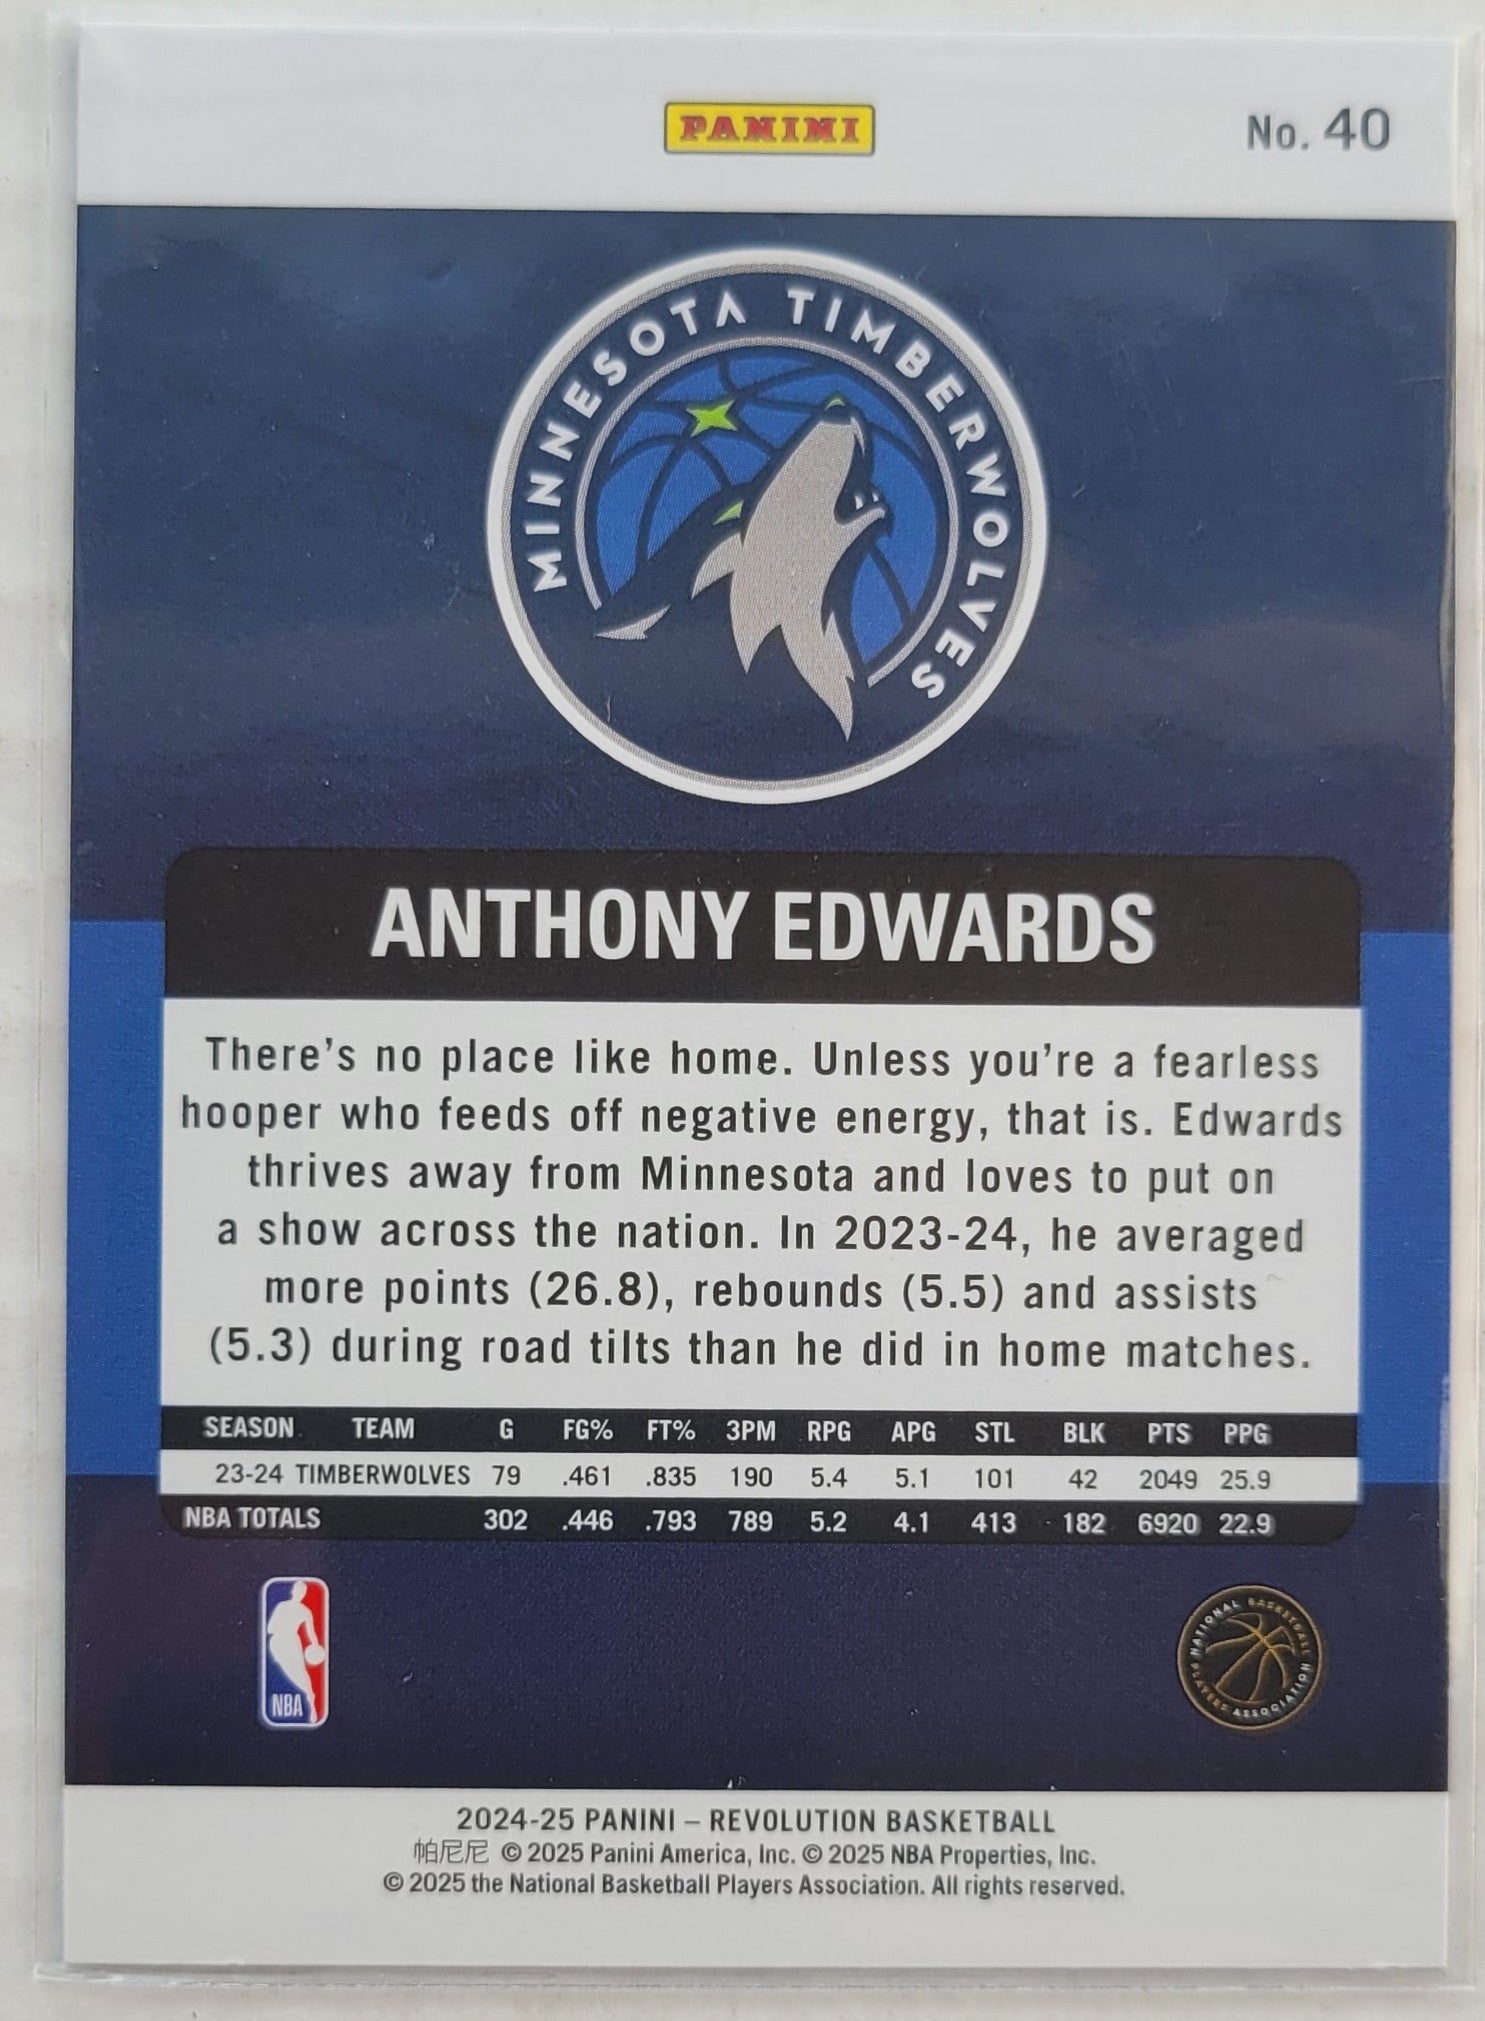 PANINI
No. 40
MINNESOTA TIMBERWOLVES
ANTHONY EDWARDS
There's no place like home. Unless you're a fearless
hooper who feeds off negative energy, that is. Edwards
thrives away from Minnesota and loves to put on
a show across the nation. In 2023-24, he averaged
more points (26.8), rebounds (5.5) and assists
(5.3) during road tilts than he did in home matches.
SEASON TEAM G FG% FT% 3PM RPG APG STL BLK PTS PPG
23-24 TIMBERWOLVES 79 .461 .835 190 5.4 5.1 101 42 2049 25.9
NBA TOTALS 302 .446 .793 789 5.2 4.1 413 182 6920 22.9
NBA
NATIONAL BASKETBALL PLAYERS ASSOCIATION
2024-25 PANINI – REVOLUTION BASKETBALL
帕尼尼 © 2025 Panini America, Inc. © 2025 NBA Properties, Inc.
© 2025 the National Basketball Players Association. All rights reserved.